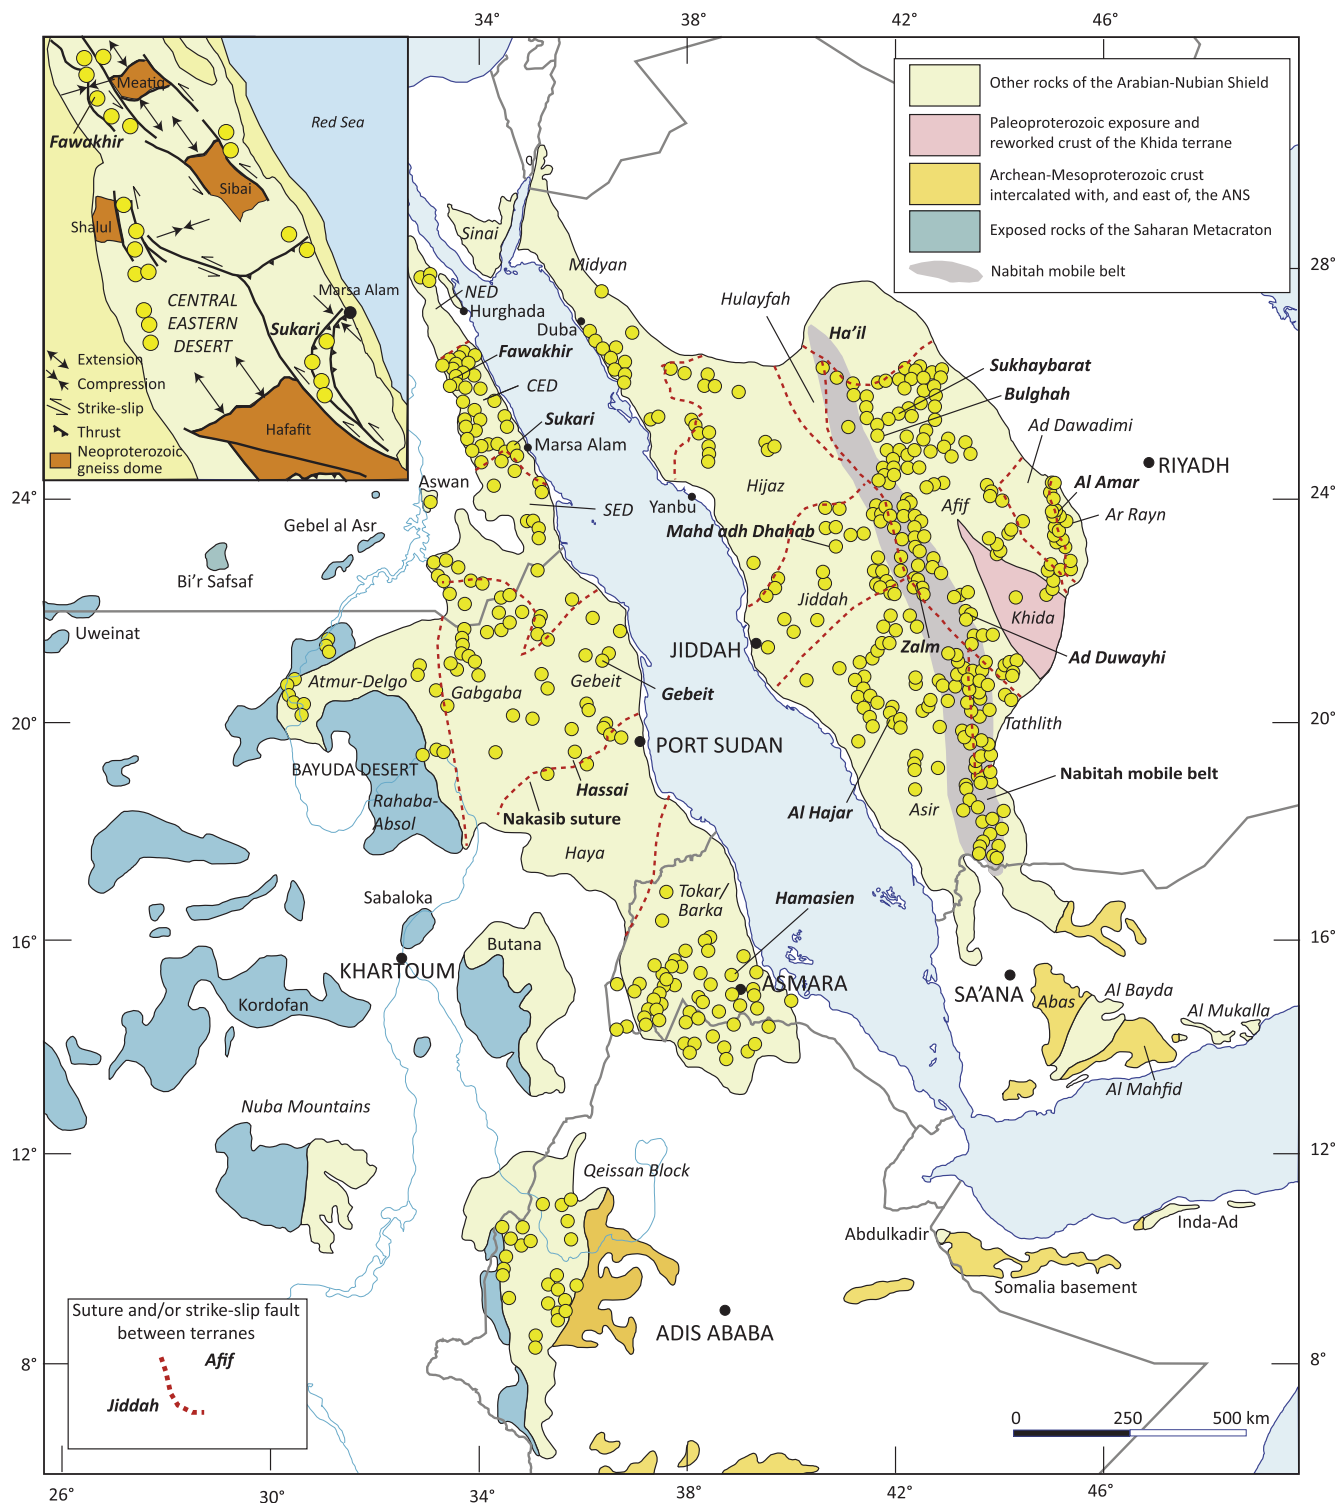 34°
38°
42°
46°
Meatiq
Fawakhir
Red Sea
Sibai
Shalul
CENTRAL
EASTERN
DESERT
Marsa Alam
Sukari
Extension
Compression
Strike-slip
Thrust
Neoproterozoic
gneiss dome
Hafafit
Other rocks of the Arabian-Nubian Shield
Paleoproterozoic exposure and
reworked crust of the Khida terrane
Archean-Mesoproterozoic crust
intercalated with, and east of, the ANS
Exposed rocks of the Saharan Metacraton
Nabitah mobile belt
28°
Sinai
Midyan
NED
Hurghada
Duba
Hulayfah
Ha'il
Fawakhir
CED
Sukari
Marsa Alam
Sukhaybarat
Bulghah
Ad Dawadimi
RIYADH
24°
24°
Aswan
Gebel al Asr
SED
Yanbu
Hijaz
Mahd adh Dhahab
Afif
Al Amar
Ar Rayn
Bi'r Safsaf
Uweinat
Jiddah
Khida
JIDDAH
Zalm
Ad Duwayhi
Atmur-Delgo
Gabgaba
Gebeit
Gebeit
20°
20°
Tathlith
PORT SUDAN
BAYUDA DESERT
Rahaba-
Absol
Hassai
Nakasib suture
Nabitah mobile belt
Al Hajar
Asir
Haya
Sabaloka
Tokar/
Barka
Hamasien
16°
16°
Butana
KHARTOUM
ASMARA
SA'ANA
Abas
Al Bayda
Al Mukalla
Kordofan
Al Mahfid
Nuba Mountains
12°
12°
Qeissan Block
Abdulkadir
Inda-Ad
Somalia basement
ADIS ABABA
Suture and/or strike-slip fault
between terranes
Afif
Jiddah
8°
8°
0 250 500 km
26°
30°
34°
38°
42°
46°